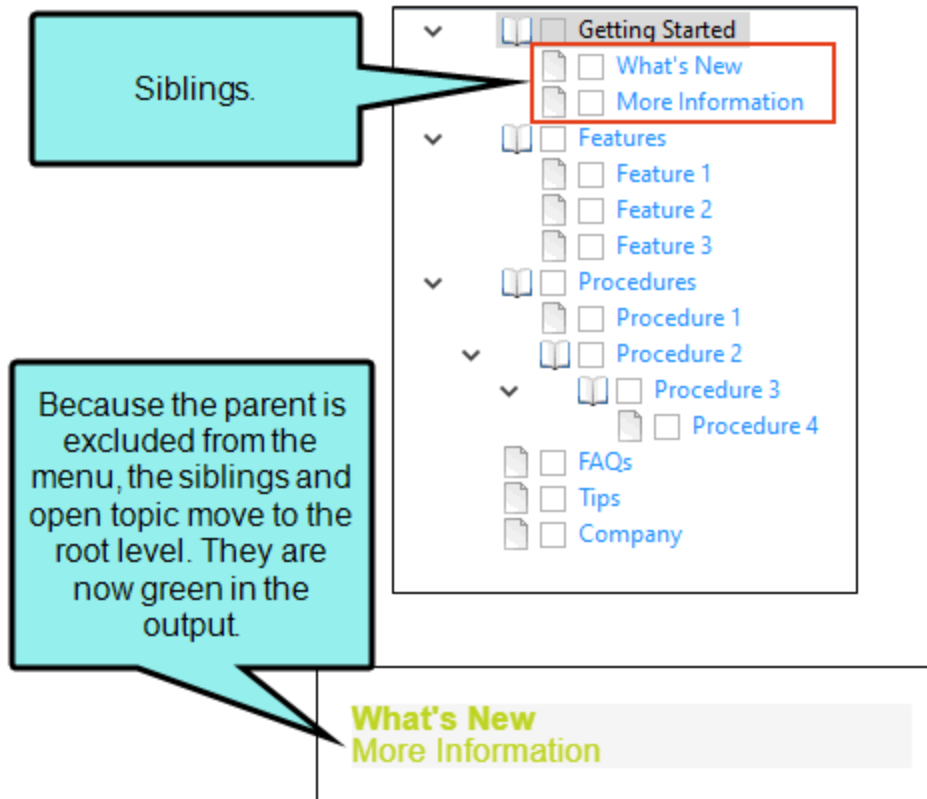 Siblings.
Getting Started
What's New
More Information
Features
Feature 1
Feature 2
Feature 3
Procedures
Procedure 1
Procedure 2
Procedure 3
Procedure 4
FAQs
Tips
Company
Because the parent is
excluded from the
menu, the siblings and
open topic move to the
root level. They are
now green in the
output.
What's New
More Information